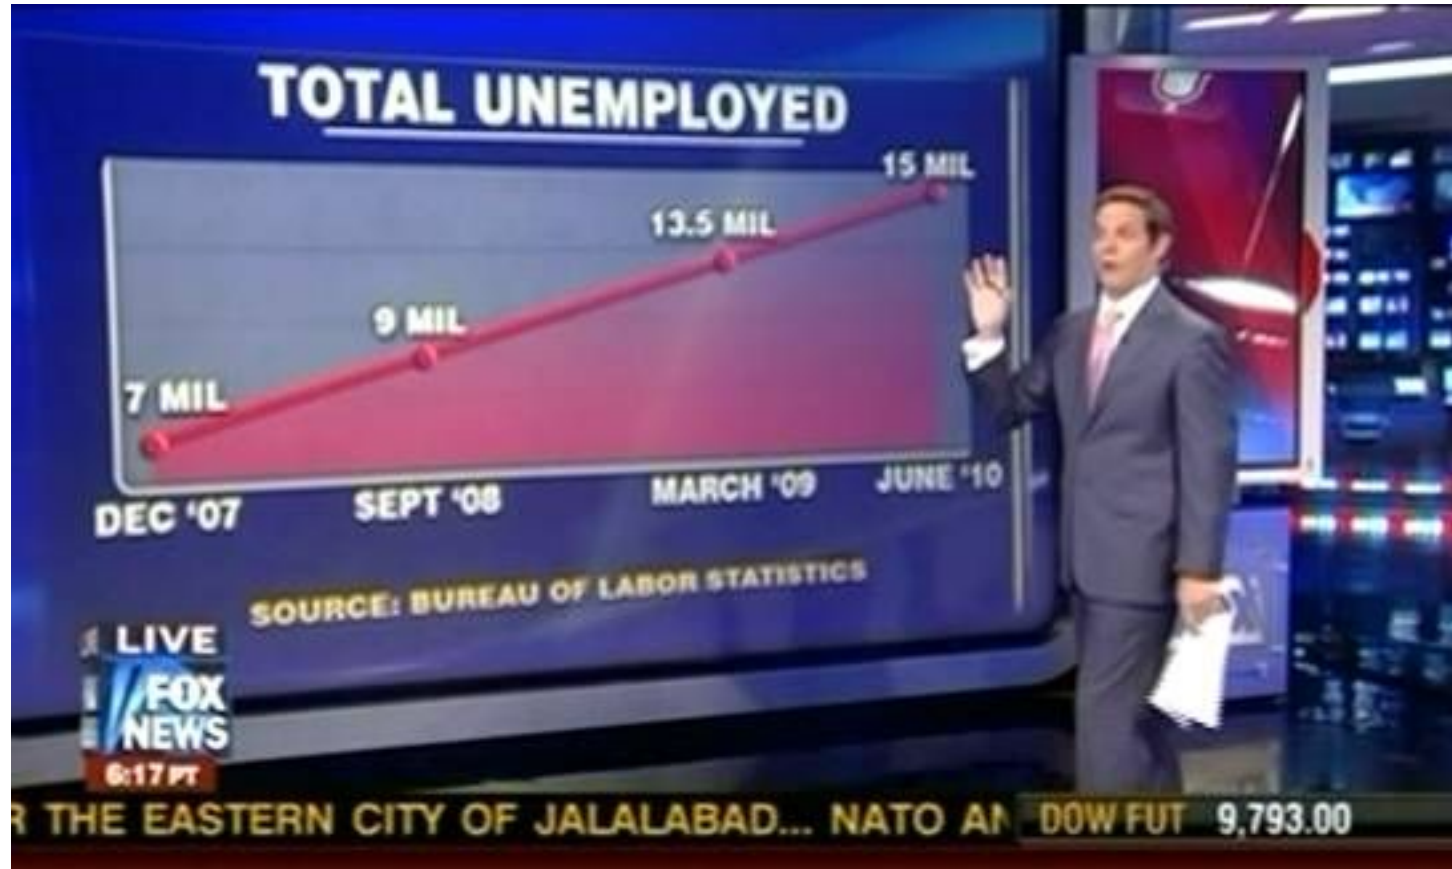 TOTAL UNEMPLOYED
15 MIL
13.5 MIL
9 MIL
7 MIL
DEC '07 SEPT '08 MARCH '09 JUNE '10
SOURCE: BUREAU OF LABOR STATISTICS
LIVE
FOX
NEWS
6:17 PT
R THE EASTERN CITY OF JALALABAD... NATO AN DOW FUT 9,793.00